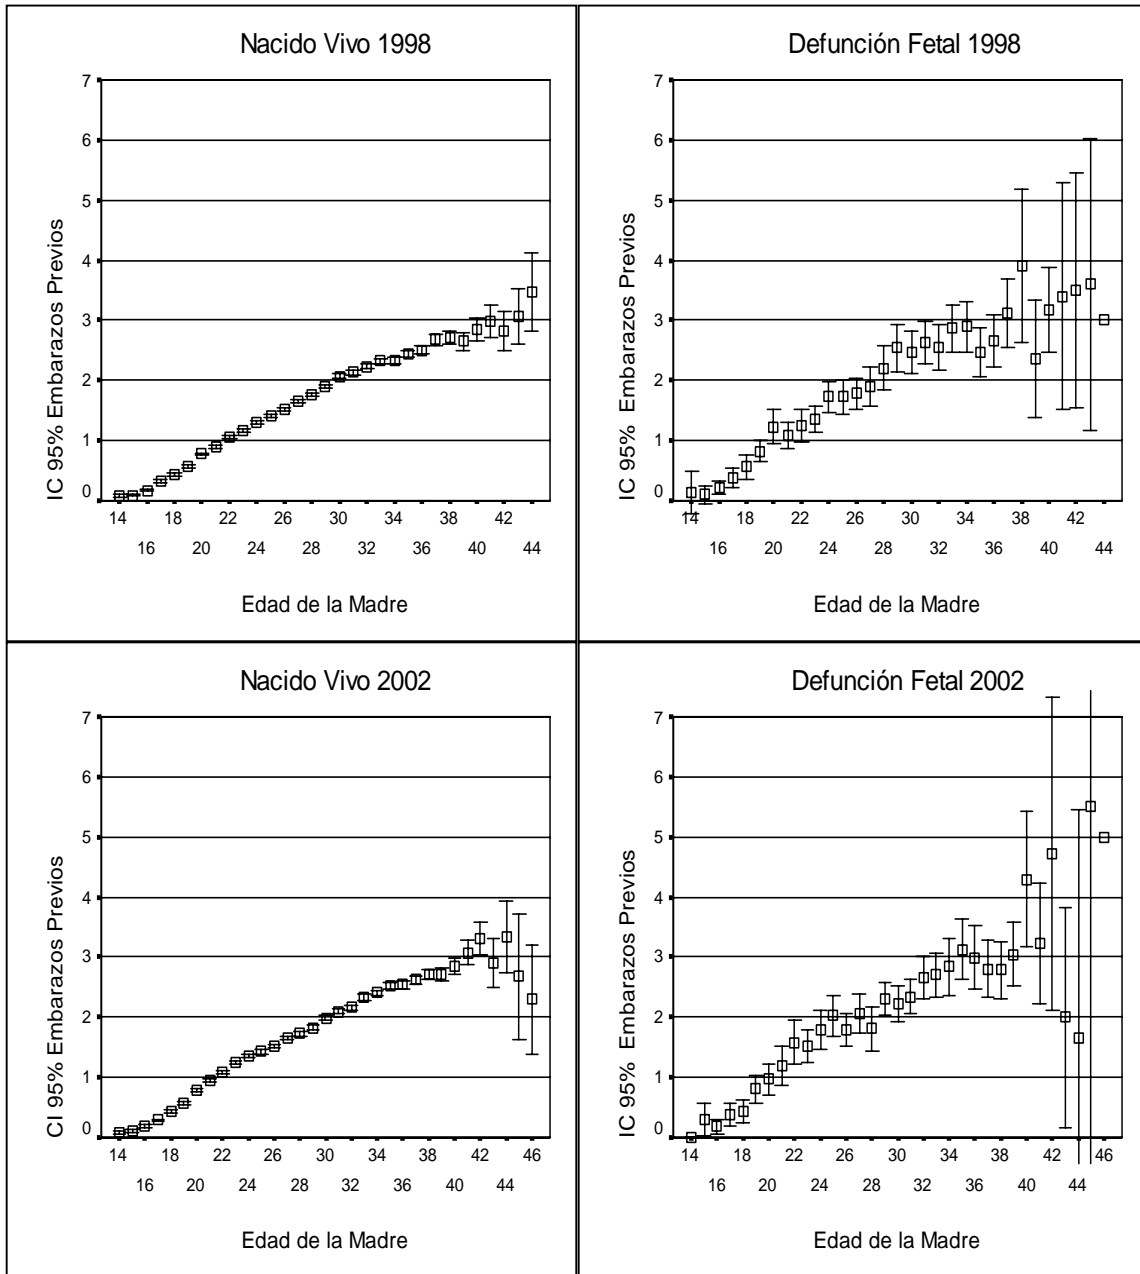 Nacido Vivo 1998
7
6
5
4
3
2
1
0
IC 95% Embarazos Previos
14 18 22 26 30 34 38 42
16 20 24 28 32 36 40 44
Edad de la Madre
Defunción Fetal 1998
7
6
5
4
3
2
1
0
IC 95% Embarazos Previos
14 18 22 26 30 34 38 42
16 20 24 28 32 36 40 44
Edad de la Madre
Nacido Vivo 2002
7
6
5
4
3
2
1
0
CI 95% Embarazos Previos
14 18 22 26 30 34 38 42 46
16 20 24 28 32 36 40 44
Edad de la Madre
Defunción Fetal 2002
7
6
5
4
3
2
1
0
IC 95% Embarazos Previos
14 18 22 26 30 34 38 42 46
16 20 24 28 32 36 40 44
Edad de la Madre